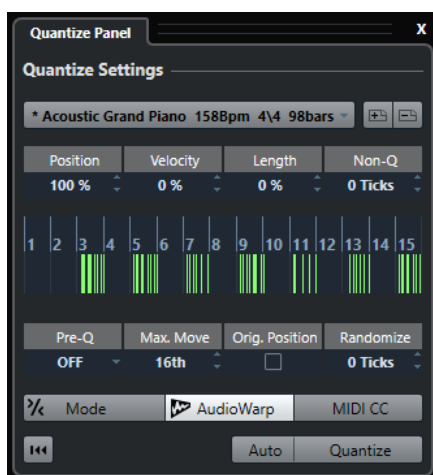 Quantize Panel x
Quantize Settings
* Acoustic Grand Piano 158Bpm 4\4 98bars
Position Velocity Length Non-Q
100 % 0 % 0 % 0 Ticks
1 2 3 4 5 6 7 8 9 10 11 12 13 14 15
Pre-Q Max. Move Orig. Position Randomize
OFF 16th 0 Ticks
Mode AudioWarp MIDI CC
Auto Quantize